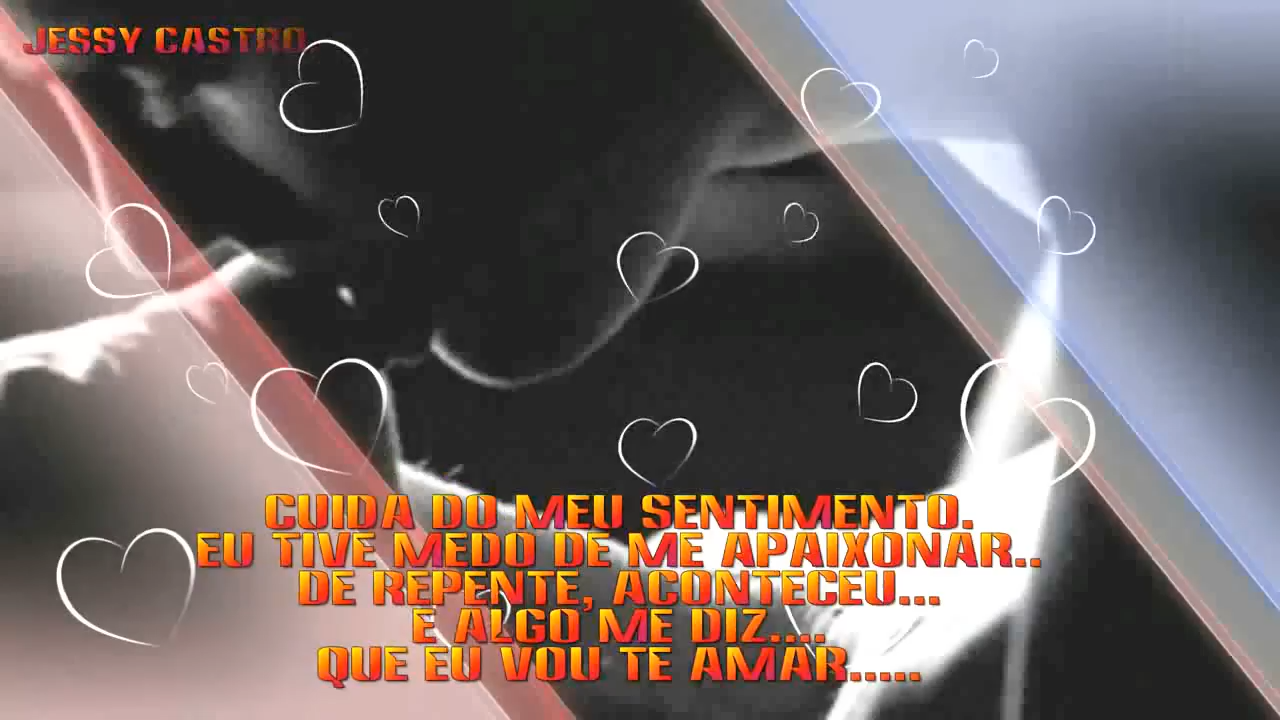 JESSY CASTRO.
CUIDA DO MEU SENTIMENTO.
EU TIVE MEDO DE ME APAIXONAR..
DE REPENTE, ACONTECEU...
E ALGO ME DIZ....
QUE EU VOU TE AMAR.....